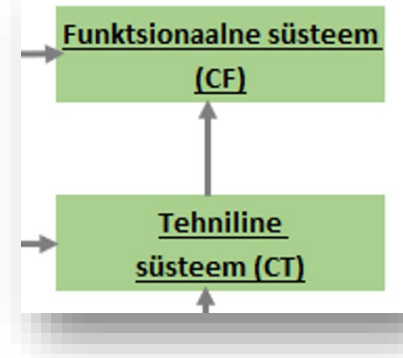 Funktsionaalne süsteem
(CF)
Tehniline
süsteem (CT)